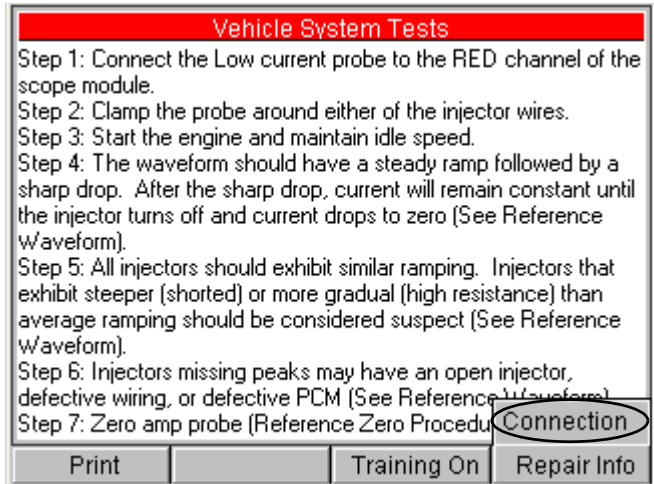 Vehicle System Tests
Step 1: Connect the Low current probe to the RED channel of the
scope module.
Step 2: Clamp the probe around either of the injector wires.
Step 3: Start the engine and maintain idle speed.
Step 4: The waveform should have a steady ramp followed by a
sharp drop.  After the sharp drop, current will remain constant until
the injector turns off and current drops to zero (See Reference
Waveform).
Step 5: All injectors should exhibit similar ramping.  Injectors that
exhibit steeper (shorted) or more gradual (high resistance) than
average ramping should be considered suspect (See Reference
Waveform).
Step 6: Injectors missing peaks may have an open injector,
defective wiring, or defective PCM (See Reference Waveform)
Step 7: Zero amp probe (Reference Zero Procedu
Connection
Print
Training On
Repair Info